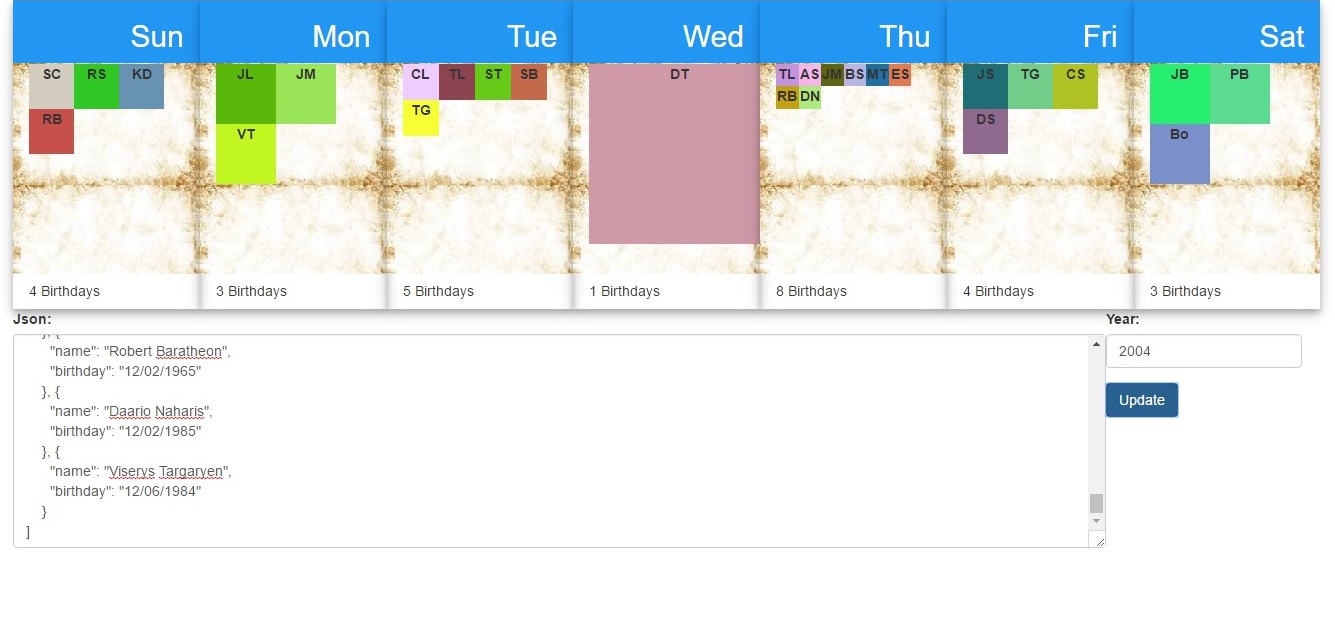 Sun Mon Tue Wed Thu Fri Sat
SC RS KD JL JM CL TL ST SB DT TL AS JM BS MT ES JS TG CS JB PB
RB VT TG RB DN DS Bo
4 Birthdays 3 Birthdays 5 Birthdays 1 Birthdays 8 Birthdays 4 Birthdays 3 Birthdays
Json: Year:
}, {
"name": "Robert Baratheon", 2004
"birthday": "12/02/1965"
}, {
"name": "Daario Naharis", Update
"birthday": "12/02/1985"
}, {
"name": "Viserys Targaryen",
"birthday": "12/06/1984"
}
]